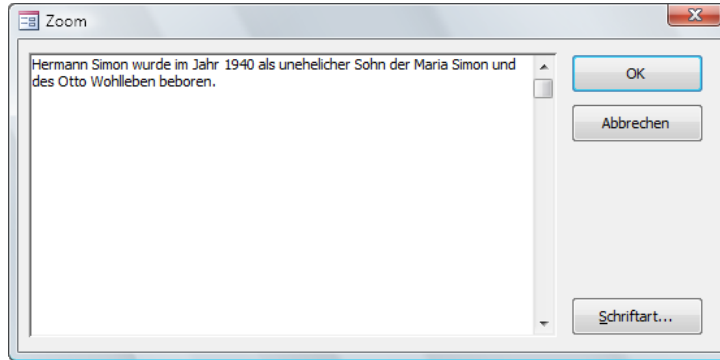 Zoom
Hermann Simon wurde im Jahr 1940 als unehelicher Sohn der Maria Simon und
des Otto Wohlleben beboren.
OK
Abbrechen
Schriftart...